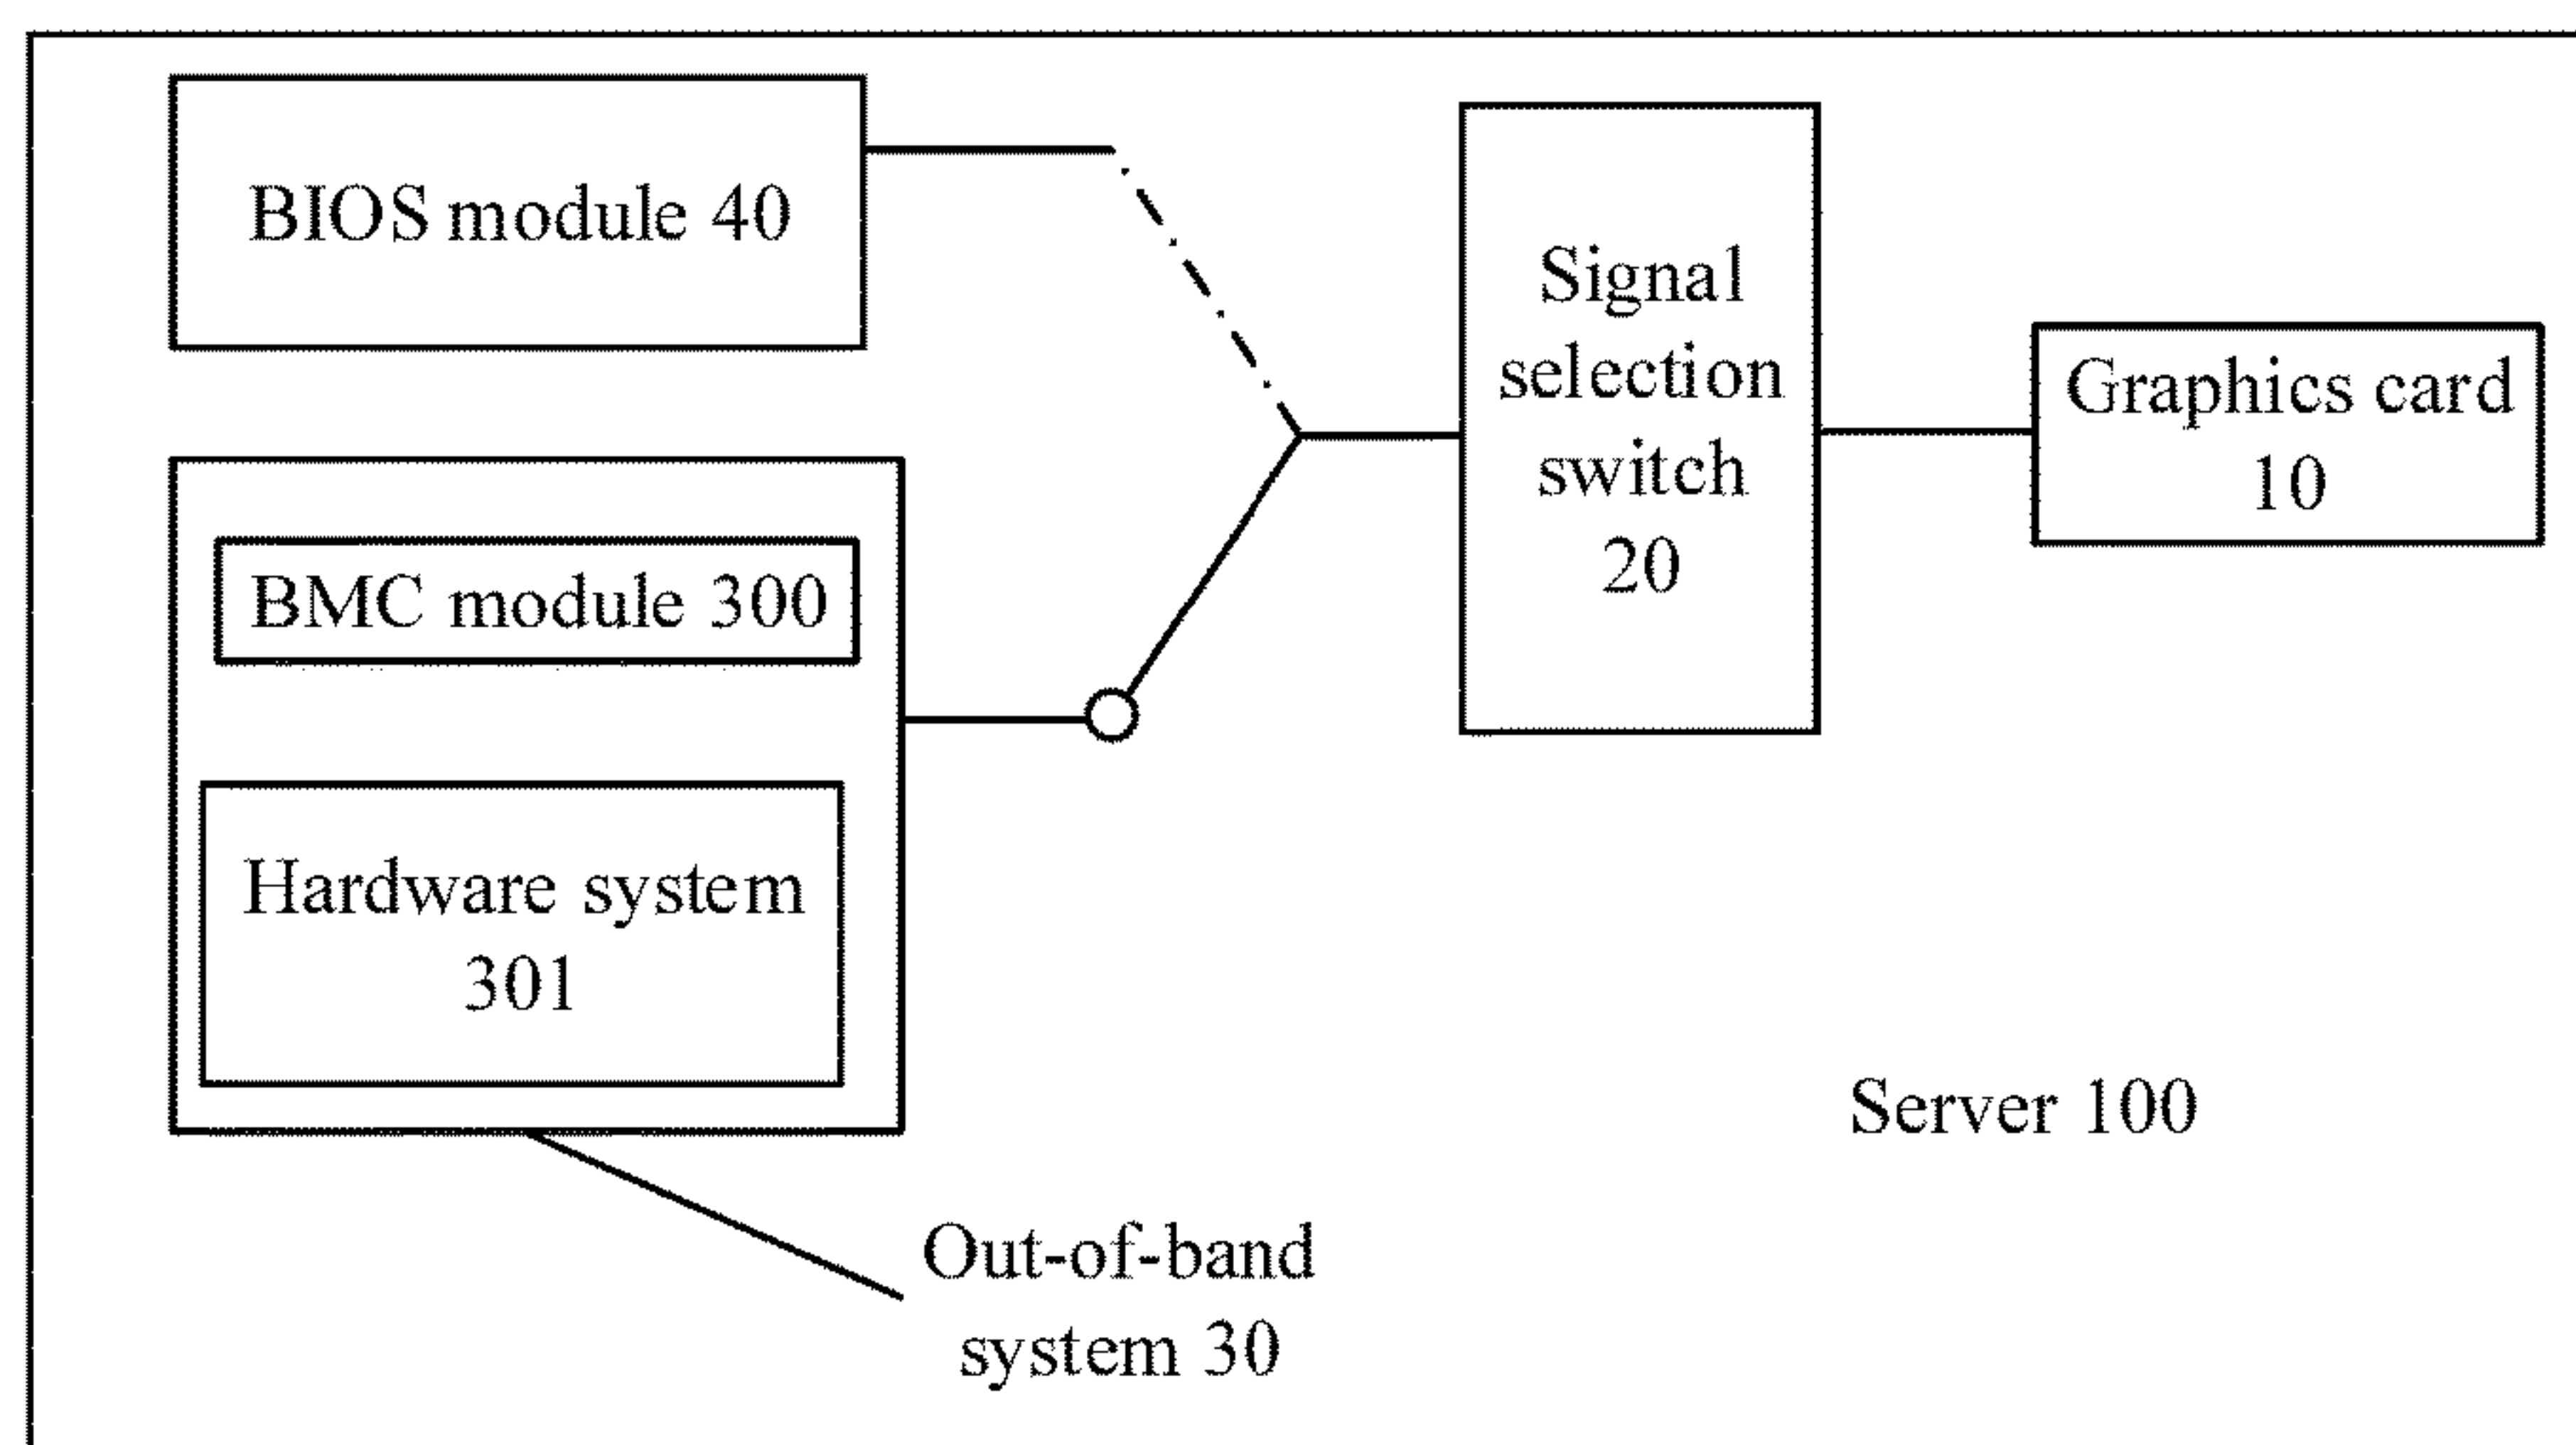 BIOS module 40
Signal
selection
switch
20
Graphics card
10
BMC module 300
Hardware system
301
Server 100
Out-of-band
system 30